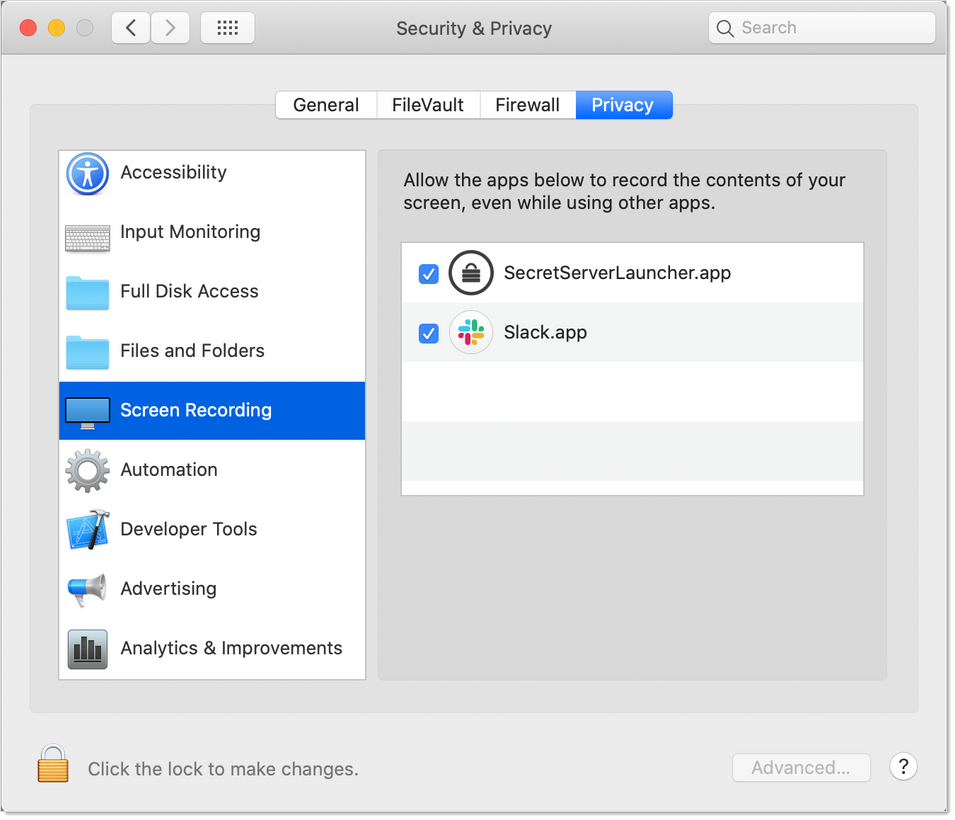 Security & Privacy
Search
General
FileVault
Firewall
Privacy
Accessibility
Input Monitoring
Full Disk Access
Files and Folders
Screen Recording
Automation
Developer Tools
Advertising
Analytics & Improvements
Allow the apps below to record the contents of your
screen, even while using other apps.
SecretServerLauncher.app
Slack.app
Click the lock to make changes.
Advanced...
?